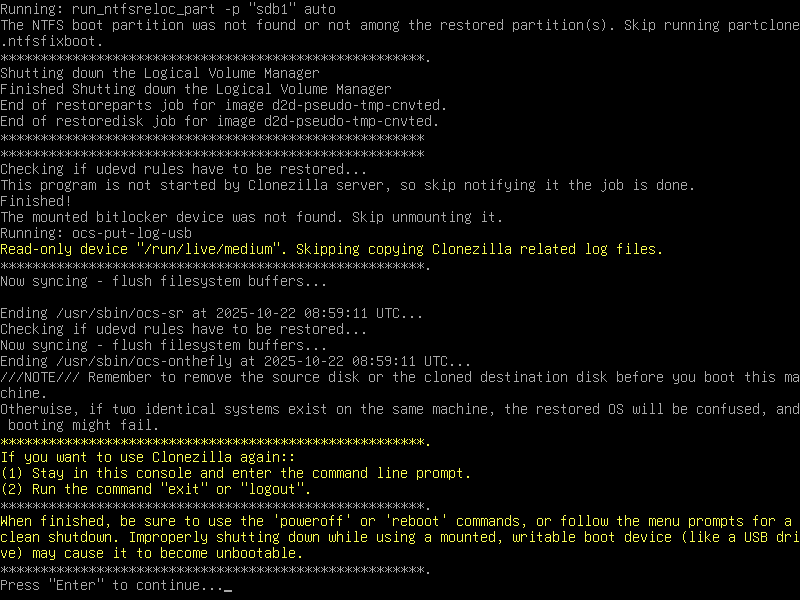 Running: run_ntfsreloc_part -p "sdb1" auto
The NTFS boot partition was not found or not among the restored partition(s). Skip running partclone
.ntfsfixboot.
*****************************************************.
Shutting down the Logical Volume Manager
Finished Shutting down the Logical Volume Manager
End of restoreparts job for image d2d-pseudo-tmp-cnvted.
End of restoredisk job for image d2d-pseudo-tmp-cnvted.
*****************************************************
*****************************************************
Checking if udevd rules have to be restored...
This program is not started by Clonezilla server, so skip notifying it the job is done.
Finished!
The mounted bitlocker device was not found. Skip unmounting it.
Running: ocs-put-log-usb
Read-only device "/run/live/medium". Skipping copying Clonezilla related log files.
*****************************************************.
Now syncing - flush filesystem buffers...

Ending /usr/sbin/ocs-sr at 2025-10-22 08:59:11 UTC...
Checking if udevd rules have to be restored...
Now syncing - flush filesystem buffers...
Ending /usr/sbin/ocs-onthefly at 2025-10-22 08:59:11 UTC...
///NOTE/// Remember to remove the source disk or the cloned destination disk before you boot this ma
chine.
Otherwise, if two identical systems exist on the same machine, the restored OS will be confused, and
 booting might fail.
*****************************************************.
If you want to use Clonezilla again::
(1) Stay in this console and enter the command line prompt.
(2) Run the command "exit" or "logout".
*****************************************************.
When finished, be sure to use the 'poweroff' or 'reboot' commands, or follow the menu prompts for a
clean shutdown. Improperly shutting down while using a mounted, writable boot device (like a USB dri
ve) may cause it to become unbootable.
*****************************************************.
Press "Enter" to continue..._